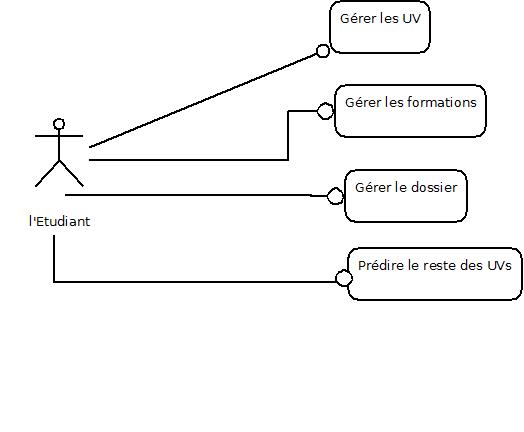 Gérer les UV
Gérer les formations
Gérer le dossier
l'Etudiant
Prédire le reste des UVs